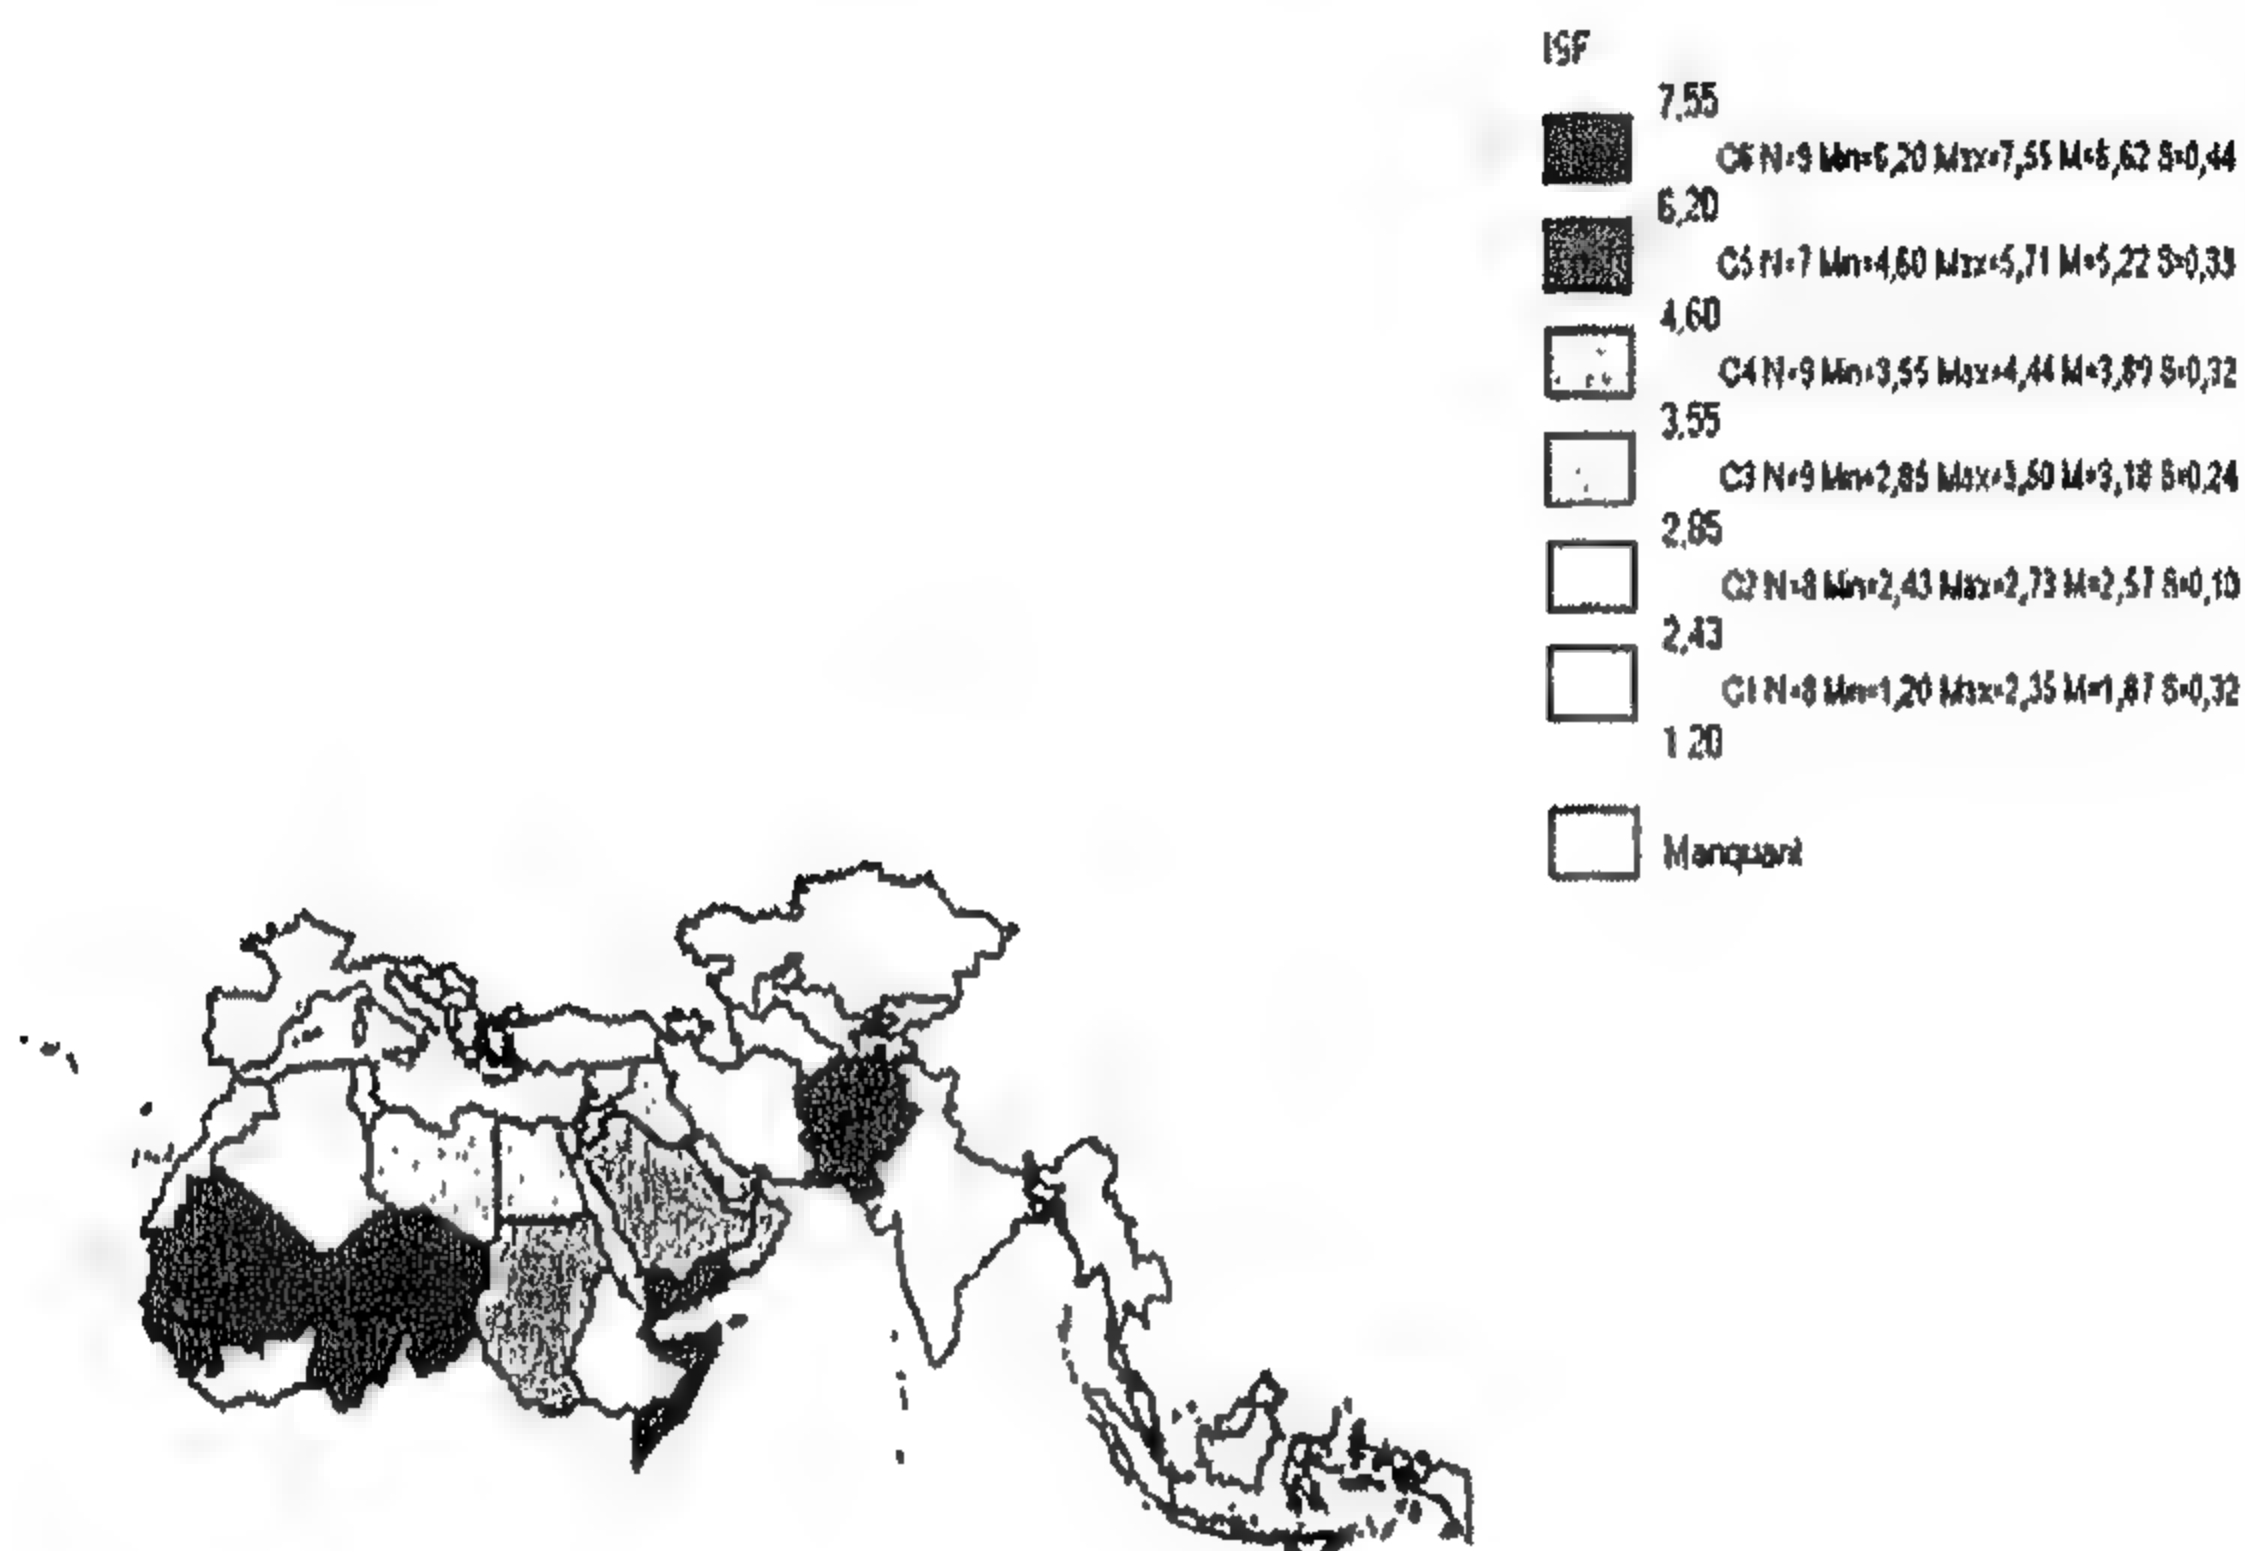 ISF
7,55
C6 N=9 Min=6,20 Max=7,55 M=6,62 S=0,44
6,20
C5 N=7 Min=4,60 Max=5,71 M=5,22 S=0,35
4,60
C4 N=9 Min=3,55 Max=4,44 M=3,89 S=0,32
3,55
C3 N=9 Min=2,85 Max=3,50 M=3,18 S=0,24
2,85
C2 N=8 Min=2,43 Max=2,73 M=2,57 S=0,10
2,43
C1 N=8 Min=1,20 Max=2,35 M=1,87 S=0,32
1 20
Manquant